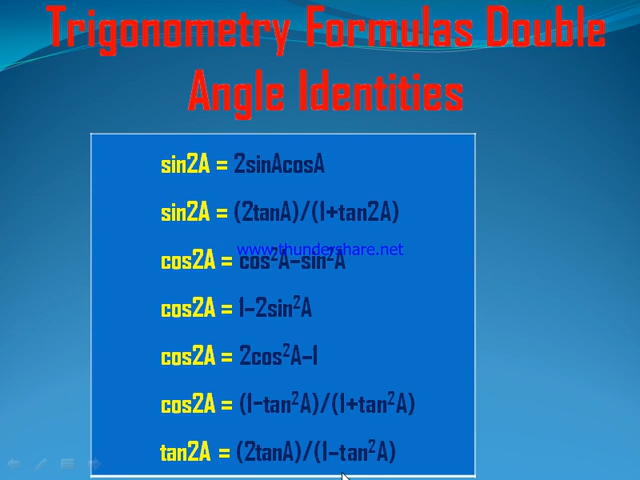 Trigonometry Formulas Double
Angle Identities
sin2A = 2sinAcosA
sin2A = (2tanA)/(1+tan2A)
www.thundershare.net
cos2A = cos²A–sin²A
cos2A = 1–2sin²A
cos2A = 2cos²A–1
cos2A = (1-tan²A)/(1+tan²A)
tan2A = (2tanA)/(1–tan²A)